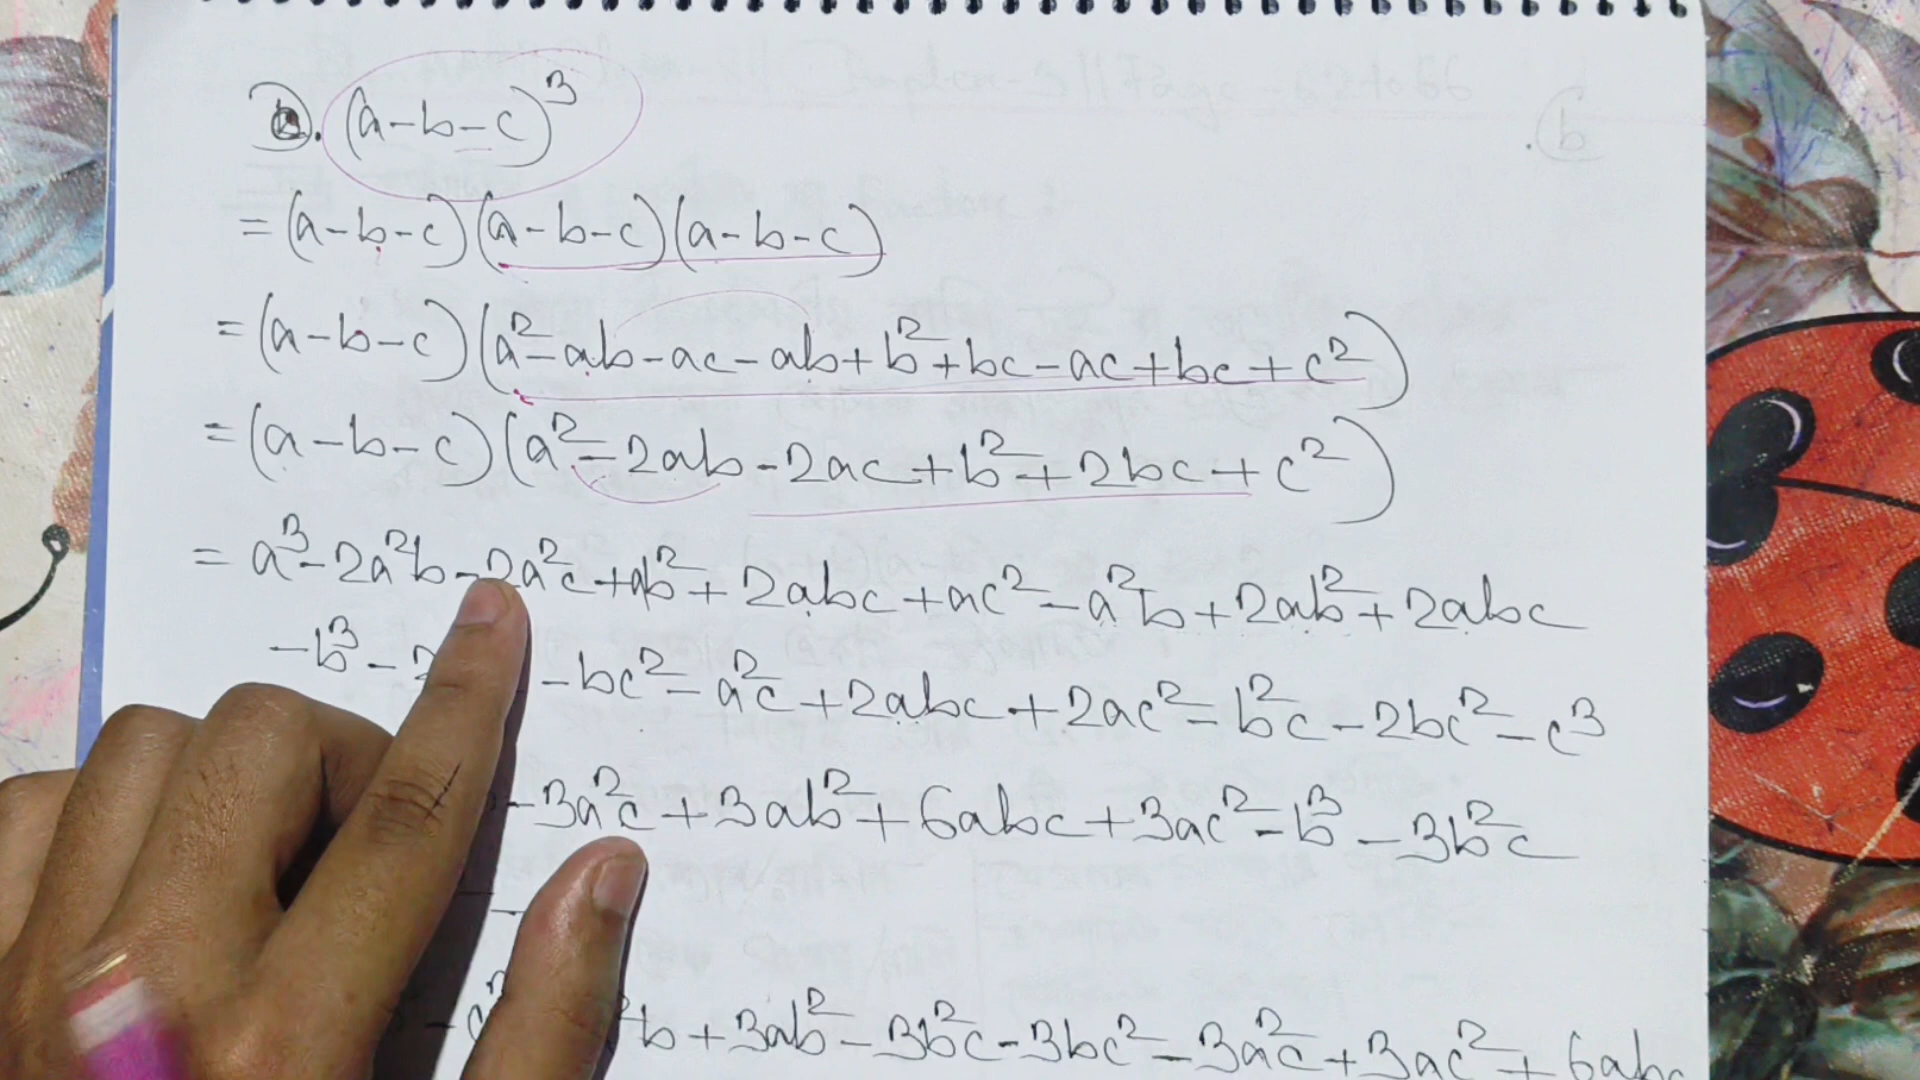 (a-b-c)³
= (a-b-c)(a-b-c)(a-b-c)
= (a-b-c)(a²-ab-ac-ab+b²+bc-ac+bc+c²)
= (a-b-c)(a²-2ab-2ac+b²+2bc+c²)
= a³-2a²b-2a²c+ab²+2abc+ac²-a²b+2ab²+2abc
-b³-2 -bc²-a²c+2abc+2ac²-b²c-2bc²-c³
-3a²c+3ab²+6abc+3ac²-b³-3b²c
b+3ab²-3b²c-3bc²-3a²c+3ac²+6abc